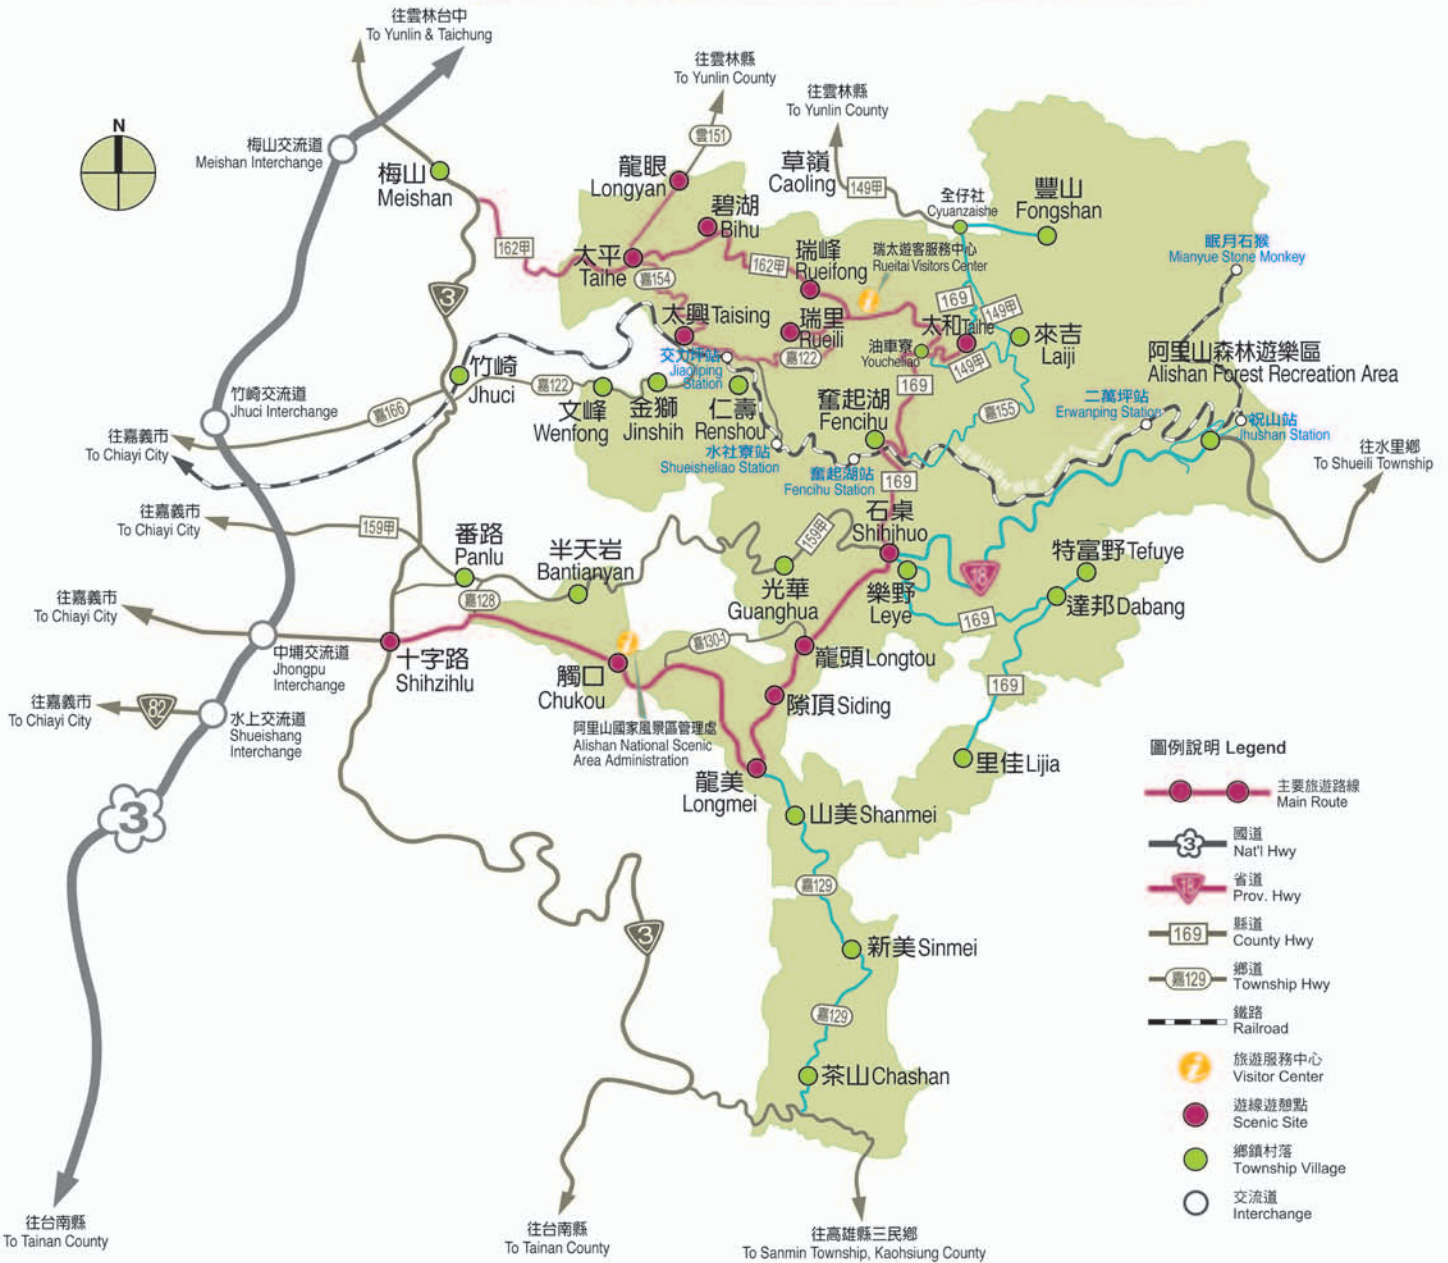 往雲林台中
To Yunlin & Taichung
往雲林縣
To Yunlin County
往雲林縣
To Yunlin County
N
梅山交流道
Meishan Interchange
梅山
Meishan
龍眼
Longyan
雲151
碧湖
Bihu
草嶺
Caoling
149甲
全仔社
Cyuanzaishe
豐山
Fongshan
眠月石猴
Mianyue Stone Monkey
162甲
太平
Taihe
嘉154
162甲
瑞峰
Rueifong
瑞太遊客服務中心
Rueitai Visitors Center
169
149甲
3
太興 Taising
瑞里
Rueili
太和 Taihe
來吉
Laiji
交力坪站
Jiaoliping
Station
嘉122
油車寮
Youcheliao
149甲
阿里山森林遊樂區
Alishan Forest Recreation Area
竹崎
Jhuci
嘉122
文峰
Wenfong
金獅
Jinshih
仁壽
Renshou
169
奮起湖
Fencihu
嘉155
二萬坪站
Erwanping Station
祝山站
Jhushan Station
竹崎交流道
Jhuci Interchange
嘉166
往嘉義市
To Chiayi City
水社寮站
Shueisheliao Station
奮起湖站
Fencihu Station
169
往水里鄉
To Shueili Township
往嘉義市
To Chiayi City
159甲
番路
Panlu
半天岩
Bantianyan
159甲
石桌
Shihihuo
特富野 Tefuye
18
光華
Guanghua
樂野
Leye
169
達邦 Dabang
往嘉義市
To Chiayi City
嘉128
中埔交流道
Jhongpu
Interchange
十字路
Shihzihlu
觸口
Chukou
嘉130-1
龍頭 Longtou
隙頂 Siding
169
往嘉義市
To Chiayi City
82
水上交流道
Shueishang
Interchange
阿里山國家風景區管理處
Alishan National Scenic
Area Administration
里佳 Lijia
龍美
Longmei
山美 Shanmei
3
嘉129
3
新美 Sinmei
嘉129
茶山 Chashan
往台南縣
To Tainan County
往台南縣
To Tainan County
往高雄縣三民鄉
To Sanmin Township, Kaohsiung County
圖例說明 Legend
主要旅遊路線
Main Route
3
國道
Nat'l Hwy
18
省道
Prov. Hwy
169
縣道
County Hwy
嘉129
鄉道
Township Hwy
鐵路
Railroad
旅遊服務中心
Visitor Center
遊線遊憩點
Scenic Site
鄉鎮村落
Township Village
交流道
Interchange